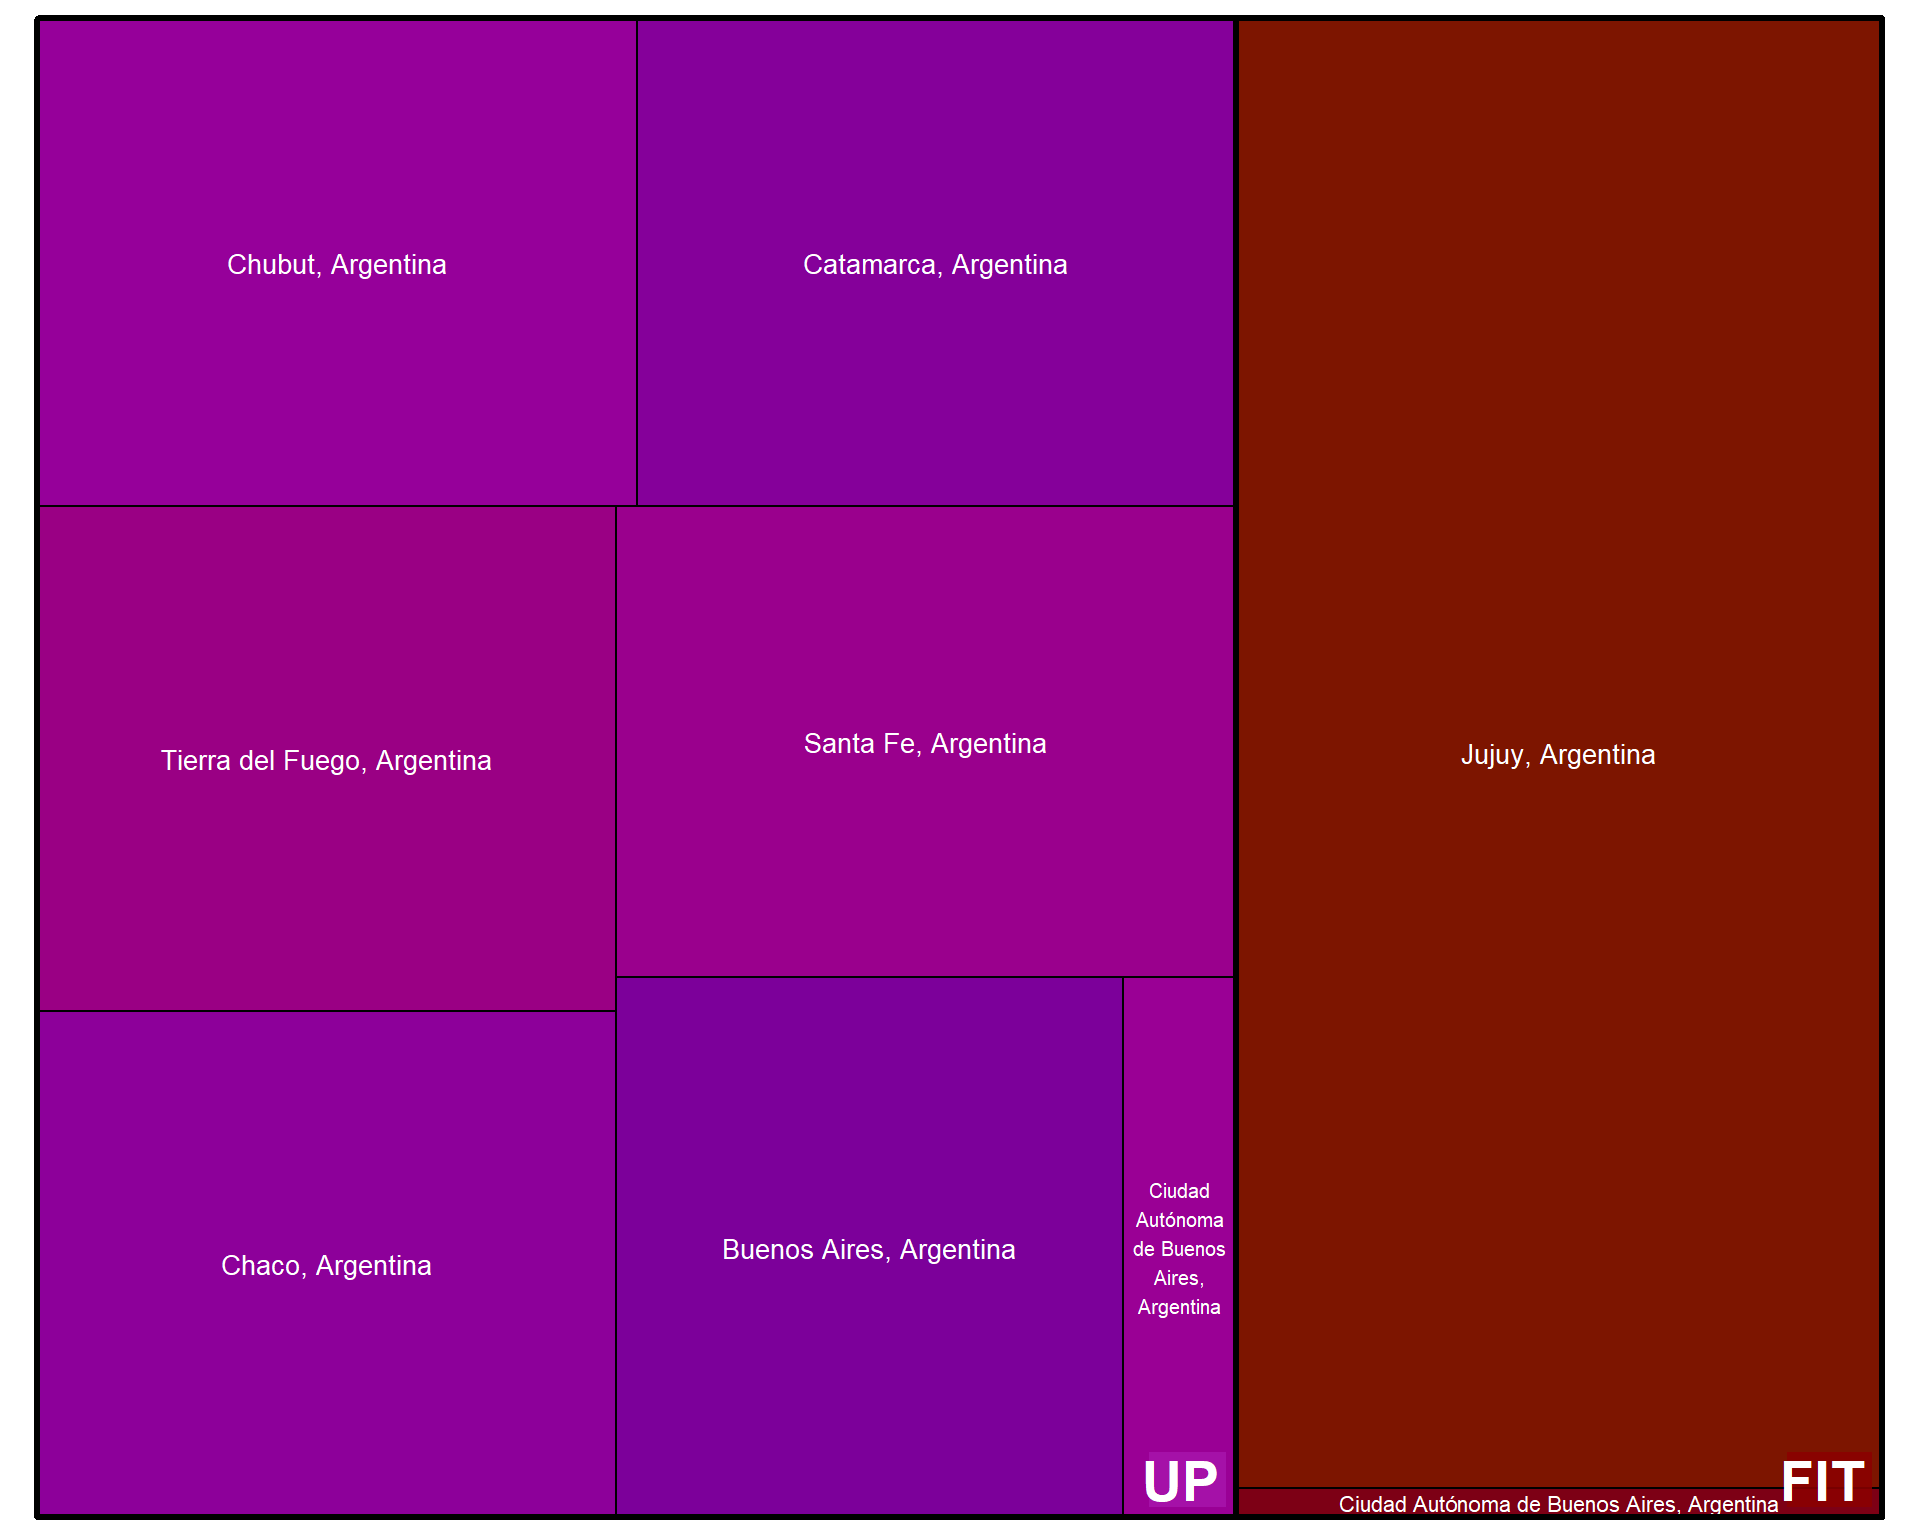 Chubut, Argentina
Catamarca, Argentina
Tierra del Fuego, Argentina
Santa Fe, Argentina
Jujuy, Argentina
Chaco, Argentina
Buenos Aires, Argentina
Ciudad
Autónoma
de Buenos
Aires,
Argentina
UP
FIT
Ciudad Autónoma de Buenos Aires, Argentina